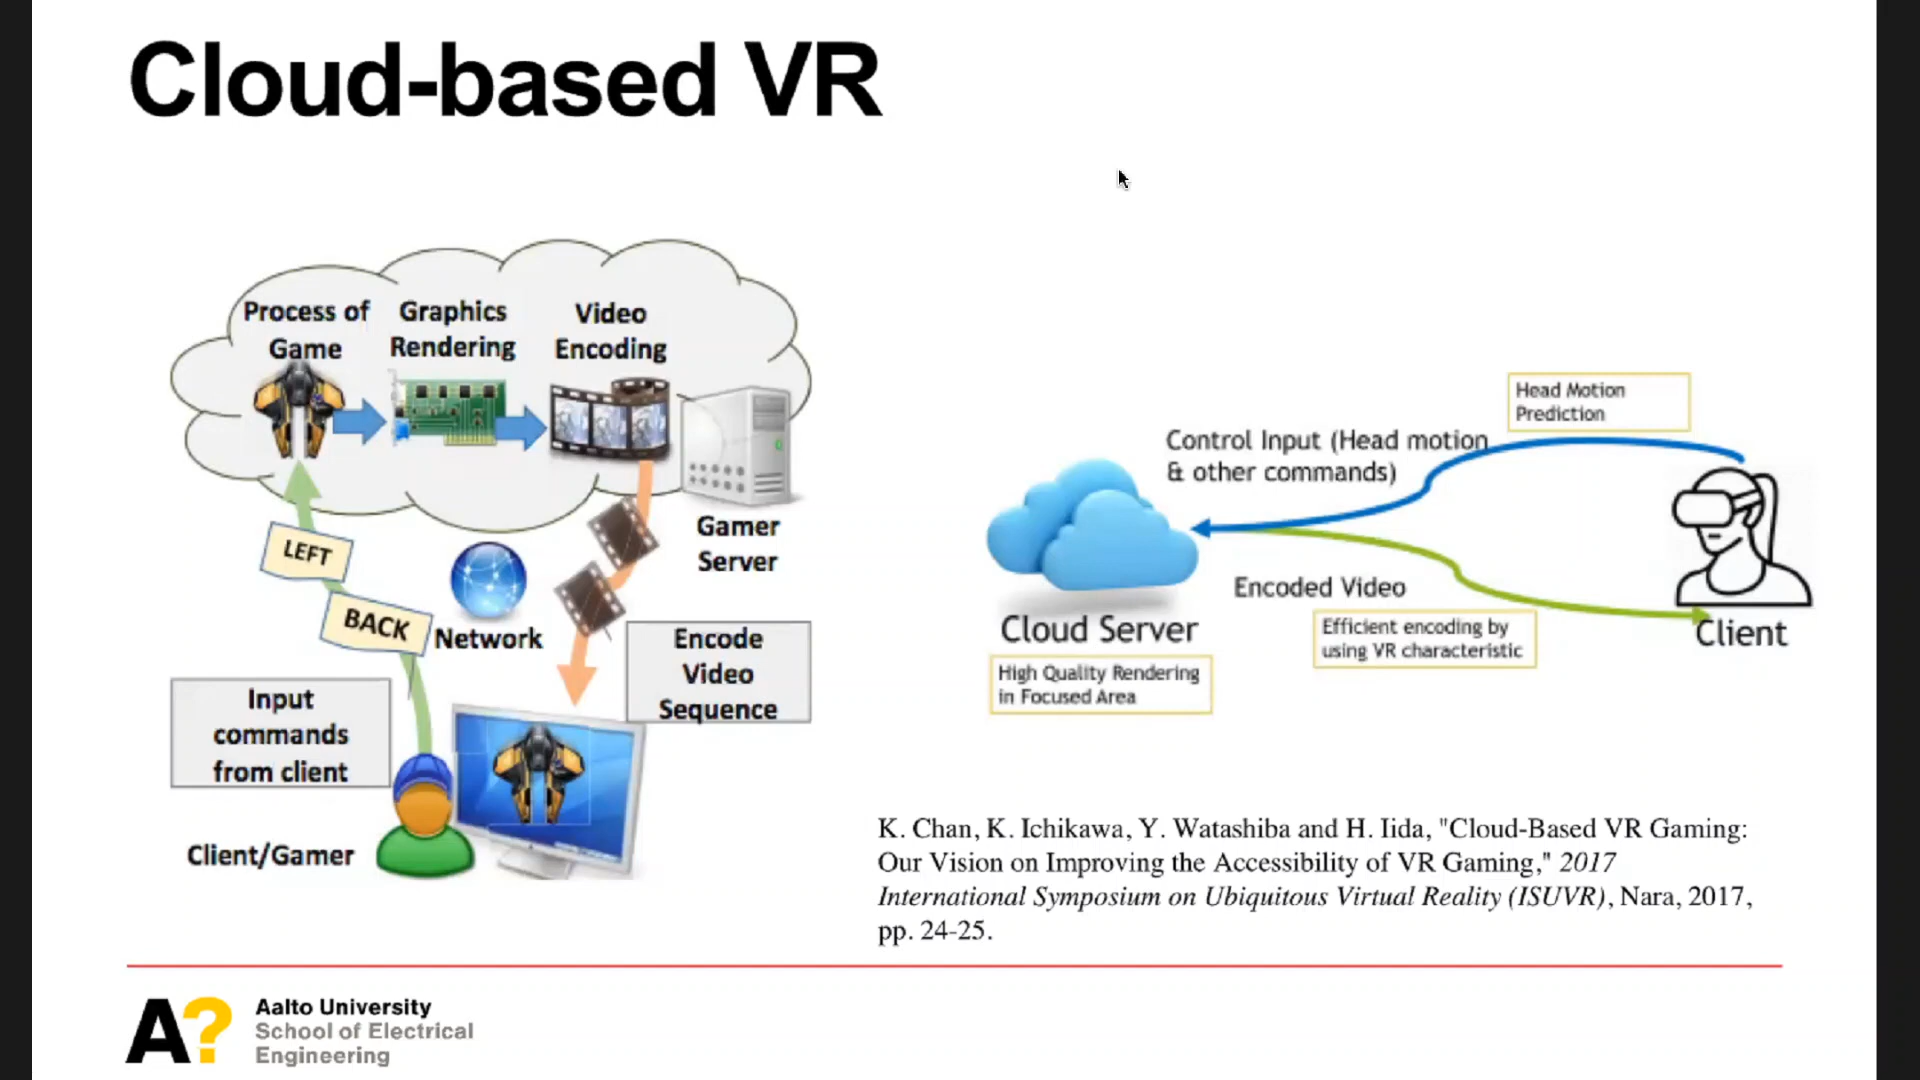 Cloud-based VR
Process of
Game
Graphics
Rendering
Video
Encoding
Gamer
Server
LEFT
BACK
Network
Encode
Video
Sequence
Input
commands
from client
Client/Gamer
Head Motion
Prediction
Control Input (Head motion
& other commands)
Encoded Video
Efficient encoding by
using VR characteristic
Cloud Server
High Quality Rendering
in Focused Area
Client
K. Chan, K. Ichikawa, Y. Watashiba and H. Iida, "Cloud-Based VR Gaming:
Our Vision on Improving the Accessibility of VR Gaming," 2017
International Symposium on Ubiquitous Virtual Reality (ISUVR), Nara, 2017,
pp. 24-25.
A?
Aalto University
School of Electrical
Engineering